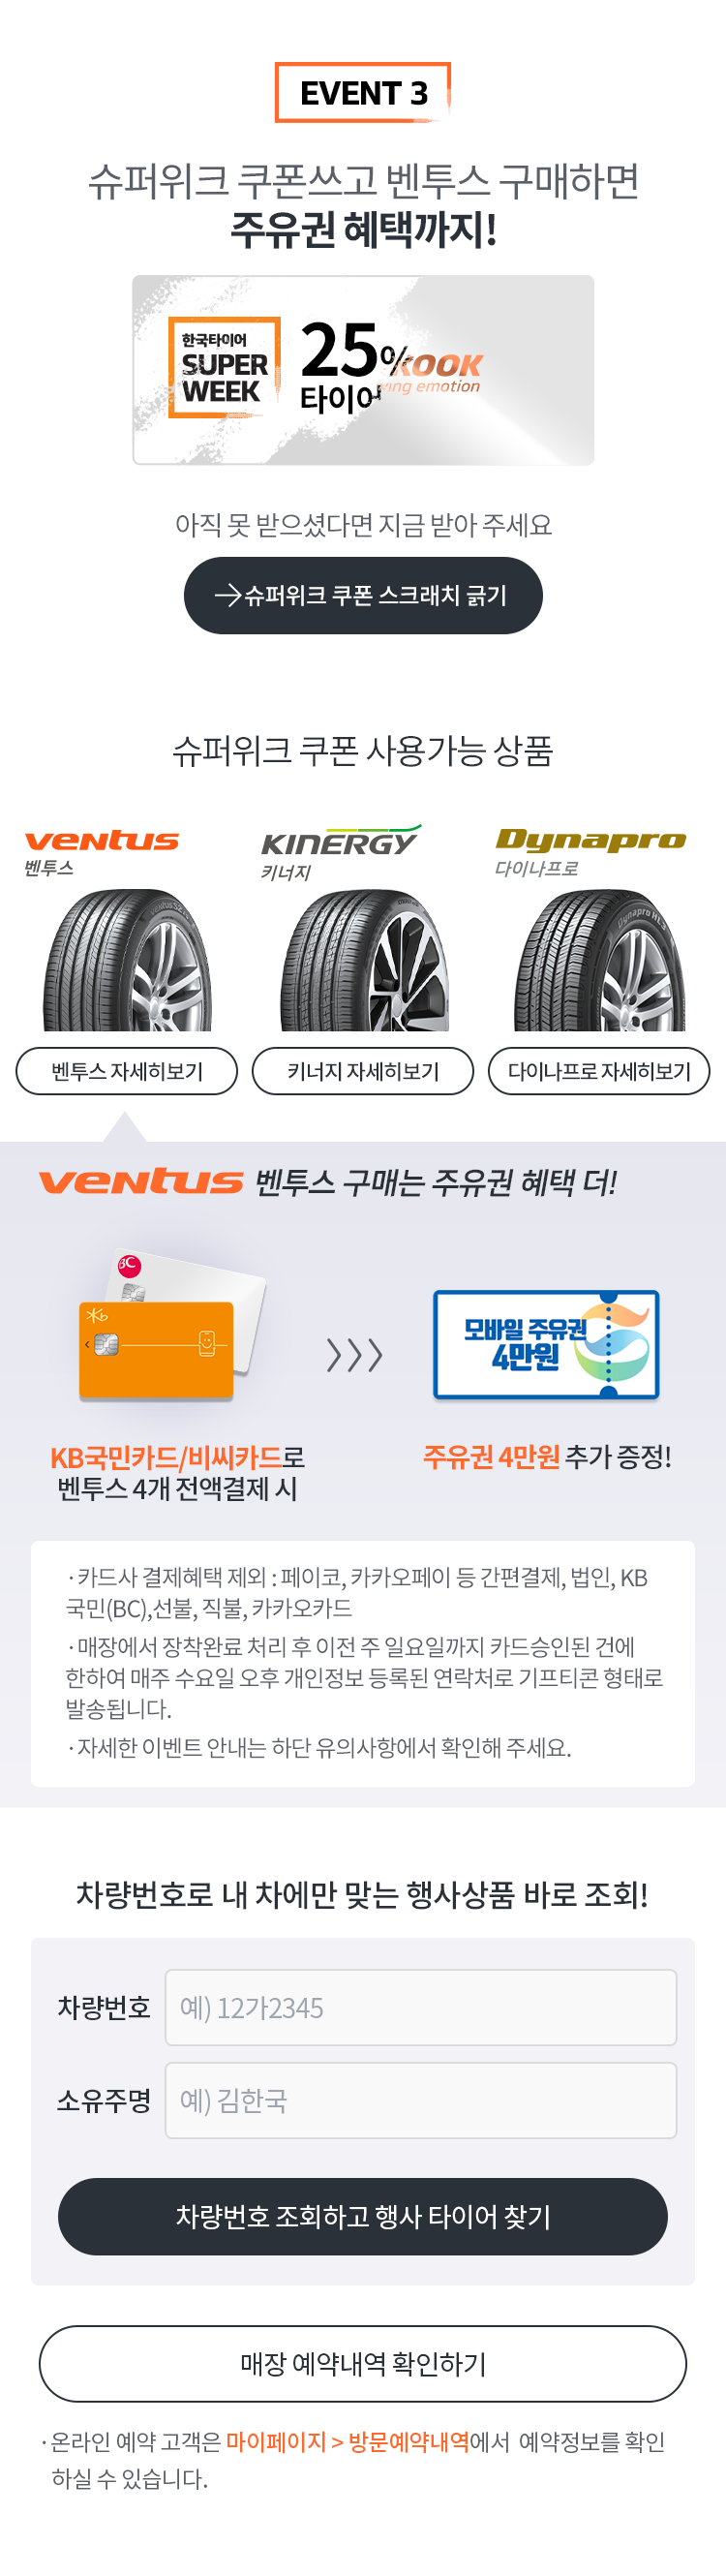 EVENT 3
슈퍼위크 쿠폰쓰고 벤투스 구매하면
주유권 혜택까지!
한국타이어
SUPER
WEEK
25%
타이어
아직 못 받으셨다면 지금 받아 주세요
슈퍼위크 쿠폰 스크래치 긁기
슈퍼위크 쿠폰 사용가능 상품
ventus
벤투스
KINERGY
키너지
Dynapro
다이나프로
벤투스 자세히보기
키너지 자세히보기
다이나프로 자세히보기
ventus 벤투스 구매는 주유권 혜택 더!
BC
모바일 주유권
4만원
KB국민카드/비씨카드로
벤투스 4개 전액결제 시
주유권 4만원 추가 증정!
· 카드사 결제혜택 제외 : 페이코, 카카오페이 등 간편결제, 법인, KB
국민(BC),선불, 직불, 카카오카드
· 매장에서 장착완료 처리 후 이전 주 일요일까지 카드승인된 건에
한하여 매주 수요일 오후 개인정보 등록된 연락처로 기프티콘 형태로
발송됩니다.
· 자세한 이벤트 안내는 하단 유의사항에서 확인해 주세요.
차량번호로 내 차에만 맞는 행사상품 바로 조회!
차량번호
예) 12가2345
소유주명
예) 김한국
차량번호 조회하고 행사 타이어 찾기
매장 예약내역 확인하기
· 온라인 예약 고객은 마이페이지 > 방문예약내역에서 예약정보를 확인
하실 수 있습니다.